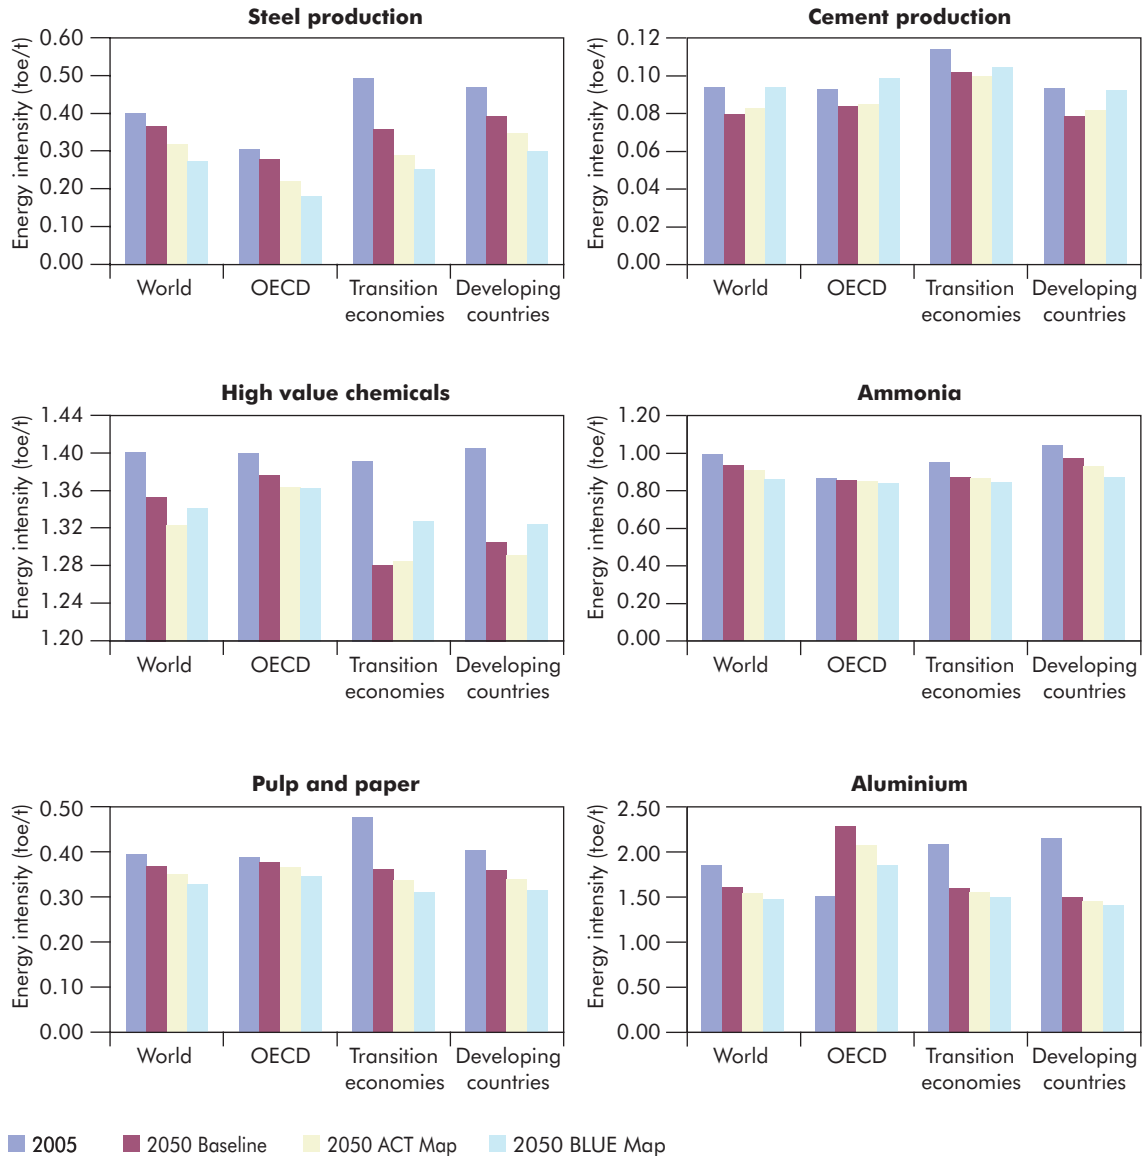 Steel production
Energy intensity (toe/t)
0.60
0.50
0.40
0.30
0.20
0.10
0.00
World OECD Transition Developing
economies countries
Cement production
Energy intensity (toe/t)
0.12
0.10
0.08
0.06
0.04
0.02
0.00
World OECD Transition Developing
economies countries
High value chemicals
Energy intensity (toe/t)
1.44
1.40
1.36
1.32
1.28
1.24
1.20
World OECD Transition Developing
economies countries
Ammonia
Energy intensity (toe/t)
1.20
1.00
0.80
0.60
0.40
0.20
0.00
World OECD Transition Developing
economies countries
Pulp and paper
Energy intensity (toe/t)
0.50
0.40
0.30
0.20
0.10
0.00
World OECD Transition Developing
economies countries
Aluminium
Energy intensity (toe/t)
2.50
2.00
1.50
1.00
0.50
0.00
World OECD Transition Developing
economies countries
2005 2050 Baseline 2050 ACT Map 2050 BLUE Map